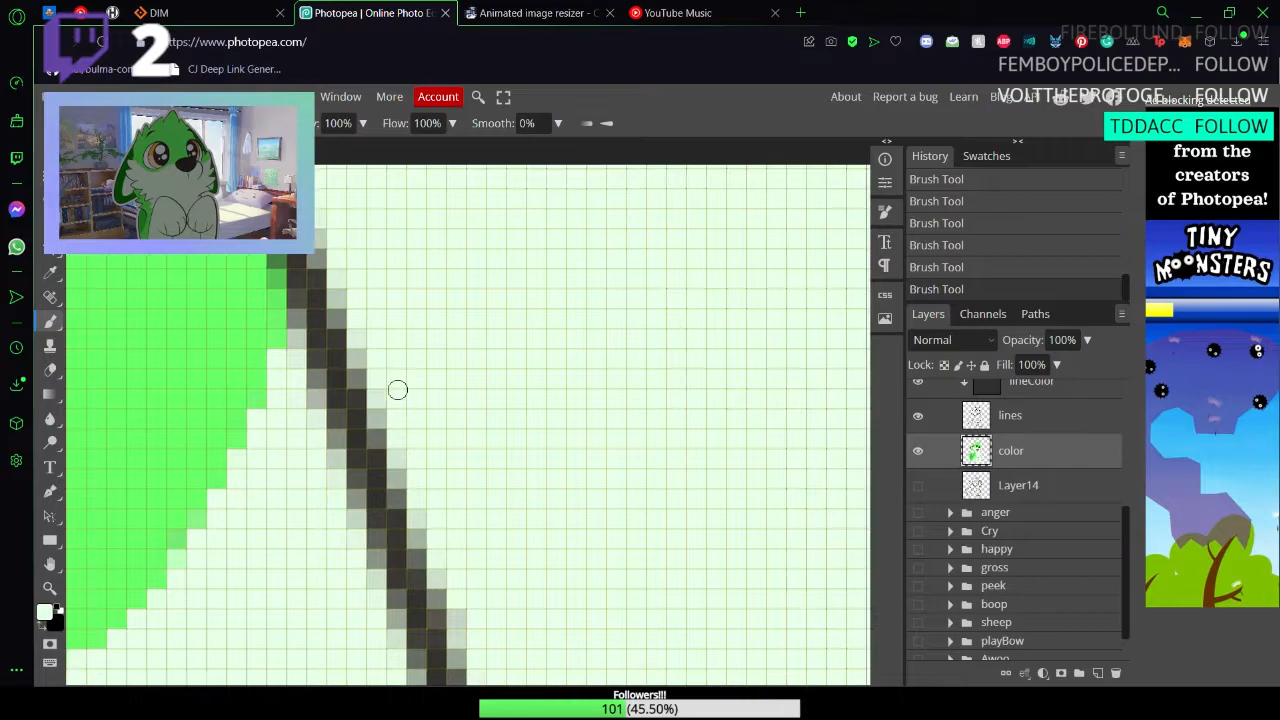 DIM
Photopea | Online Photo Ec
Animated image resizer - C
YouTube Music
2
https://www.photopea.com/
CJ Deep Link Gener...
FIREBOLTUND FOLLOW
FEMBOYPOLICEDEP... FOLLOW
FOLLOW
TDDACC FOLLOW
Window
More
Account
About
Report a bug
Learn
100%
Flow: 100%
Smooth: 0%
from the
creators
of Photopea!
TINY
MOONSTERS
History
Swatches
Brush Tool
Brush Tool
Brush Tool
Brush Tool
Brush Tool
Brush Tool
CSS
Layers
Channels
Paths
Normal
Opacity: 100%
Lock:
Fill: 100%
lineColor
lines
color
Layer14
anger
Cry
happy
gross
peek
boop
sheep
playBow
Awoo
Followers!!!
101 (45.50%)